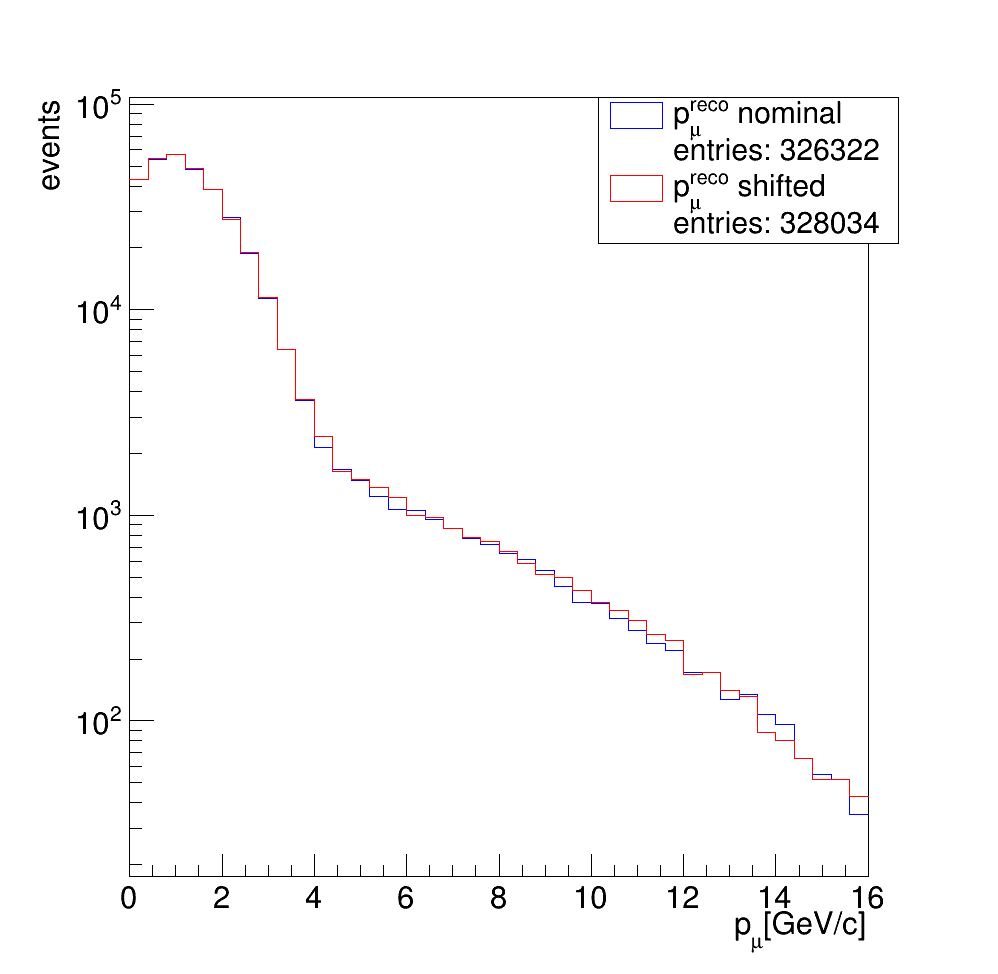 events
10^5
10^4
10^3
10^2
p_μ^reco nominal
entries: 326322
p_μ^reco shifted
entries: 328034
0 2 4 6 8 10 12 14 16
p_μ[GeV/c]